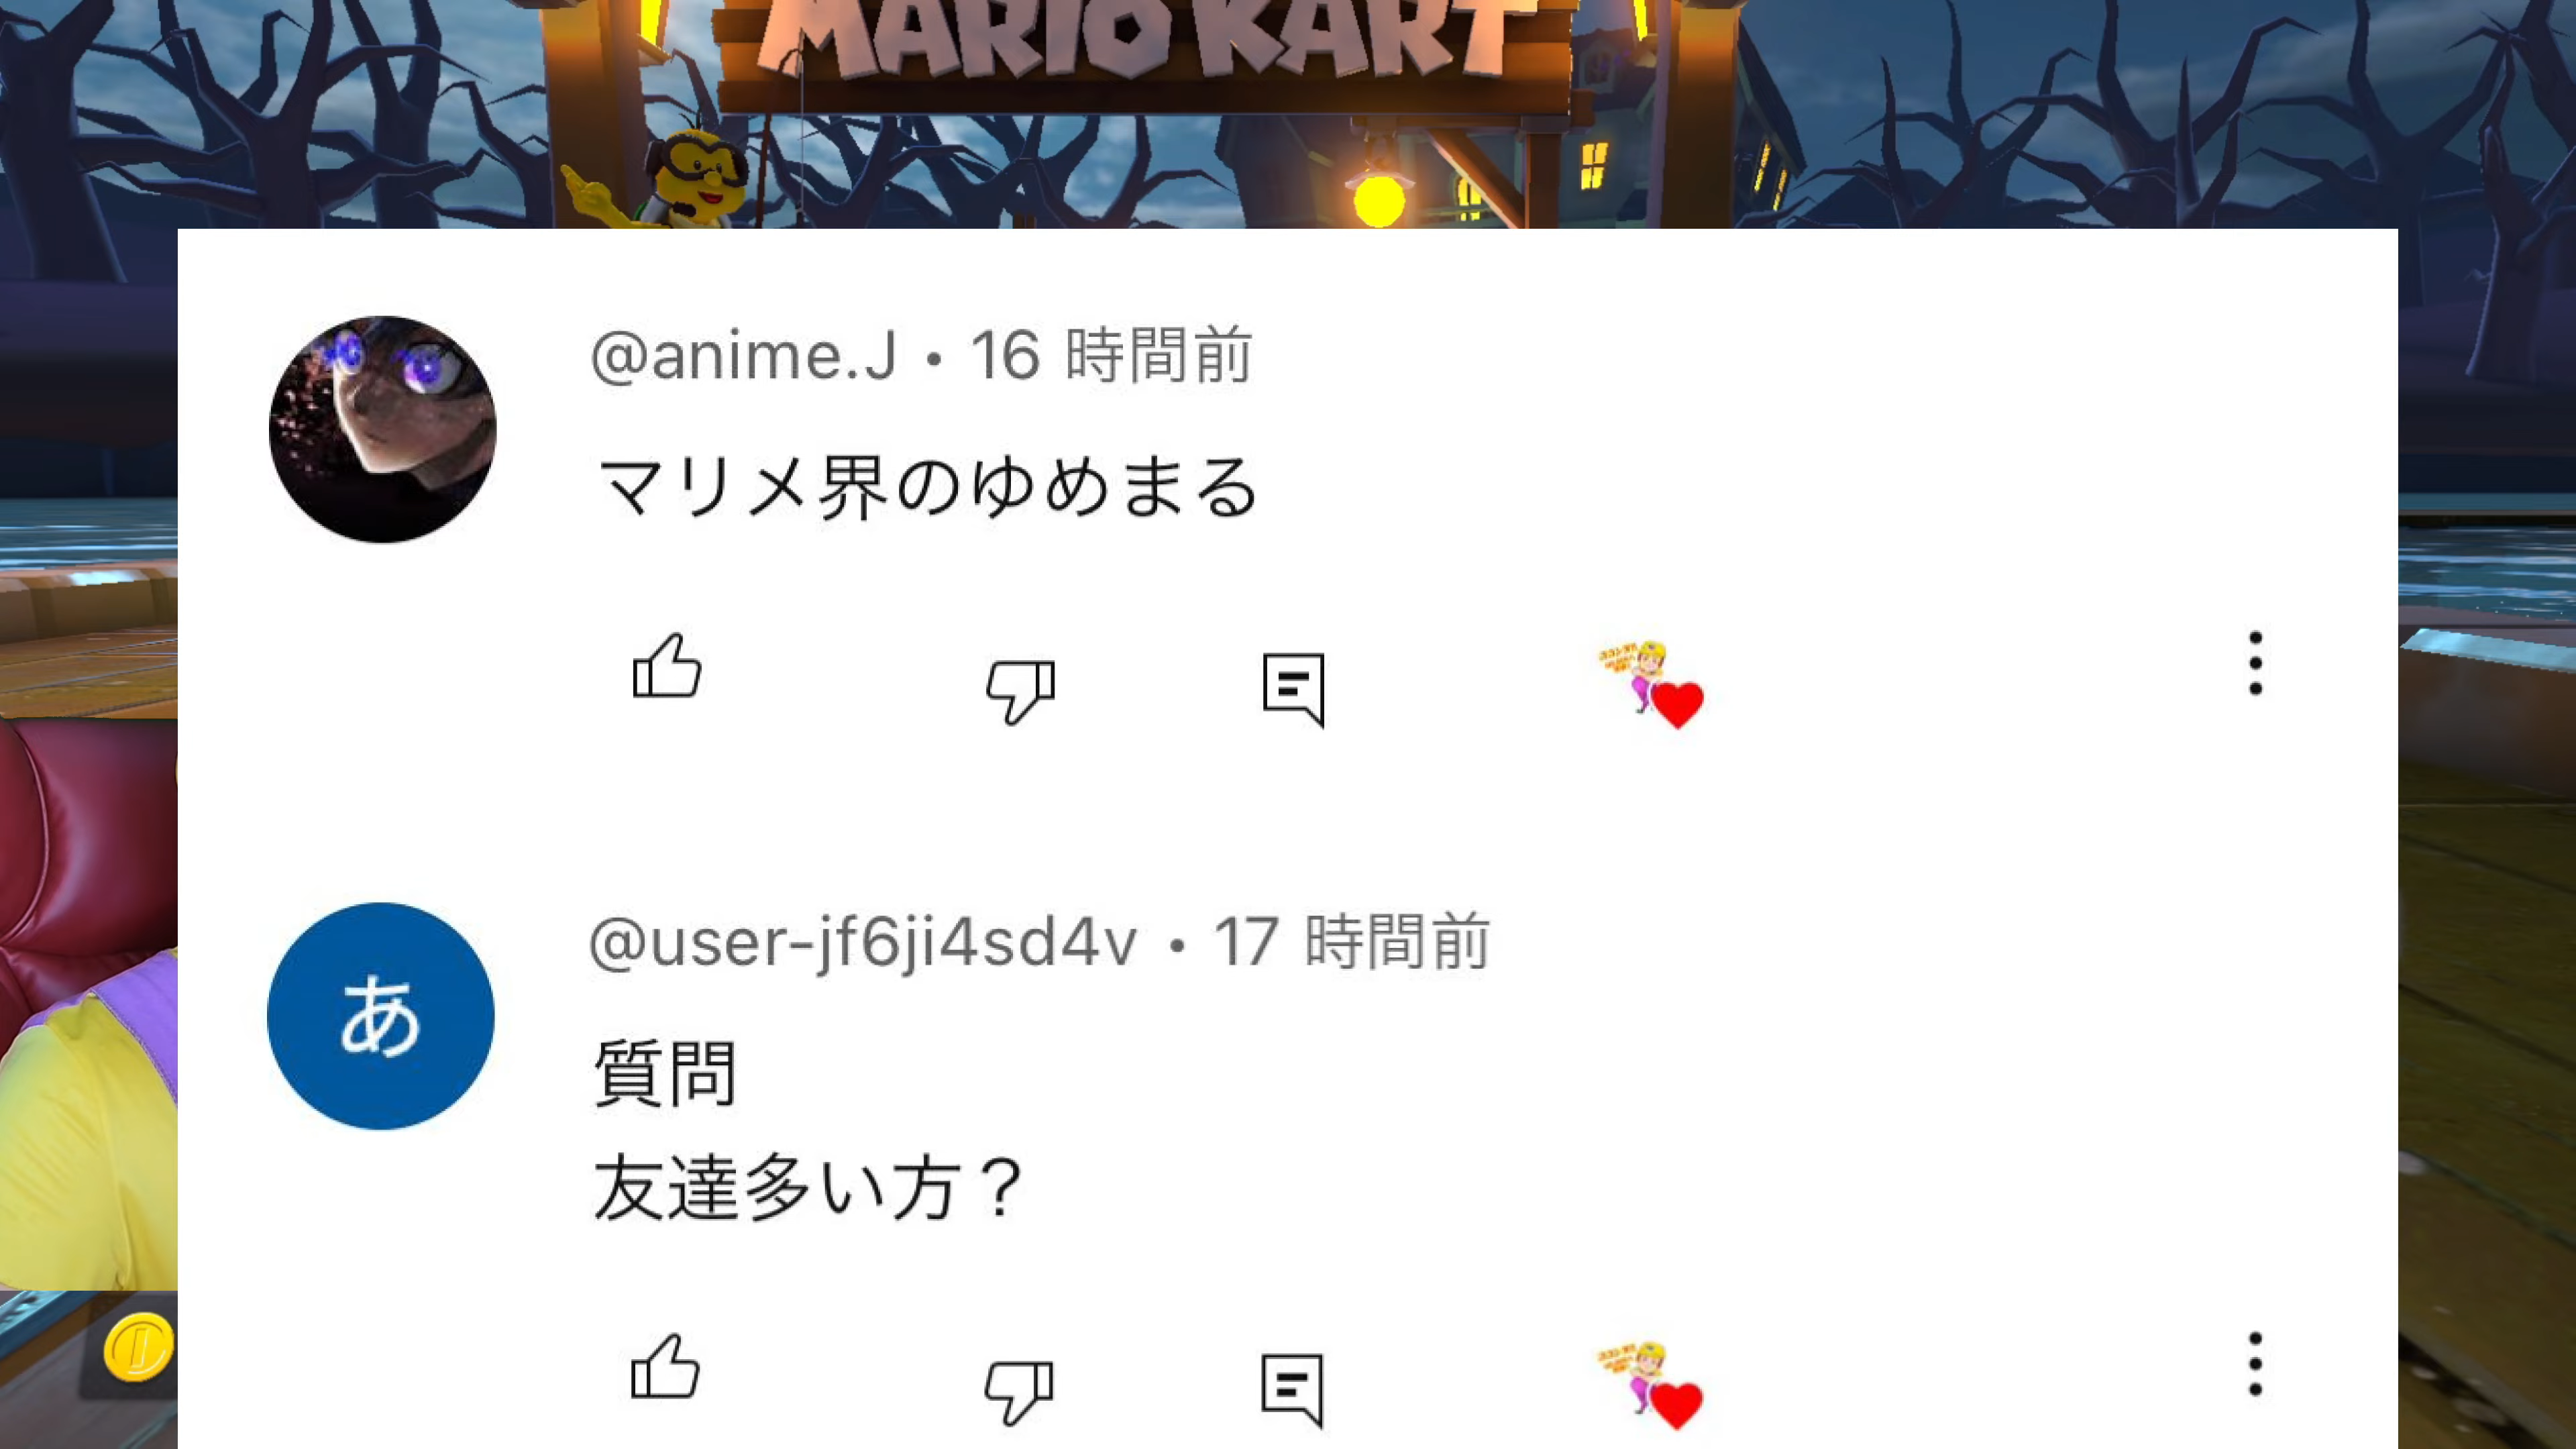 MARIO KART
@anime.J • 16 時間前
マリメ界のゆめまる
@user-jf6ji4sd4v • 17 時間前
あ
質問
友達多い方？